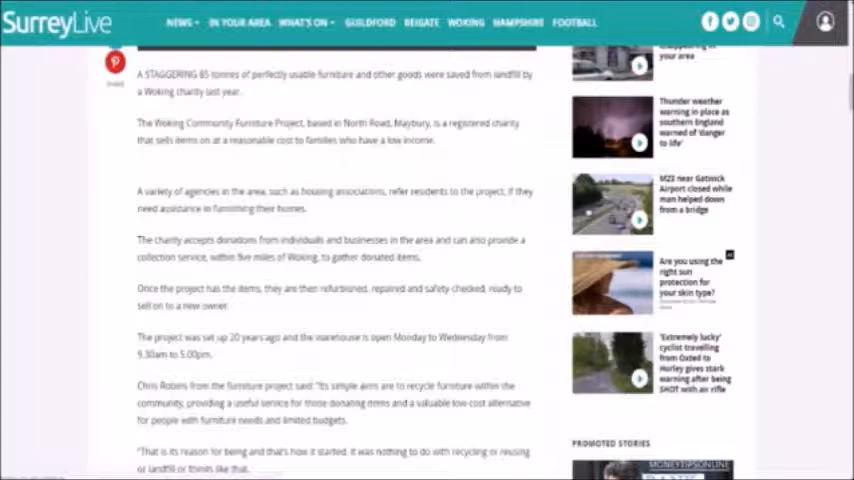 SurreyLive
NEWS
IN YOUR AREA
WHAT'S ON
GUILDFORD
REIGATE
WOKING
HAMPSHIRE
FOOTBALL
A STAGGERING 85 tonnes of perfectly usable furniture and other goods were saved from landfill by
a Woking charity last year.
The Woking Community Furniture Project, based in North Road, Maybury, is a registered charity
that sells items on at a reasonable cost to families who have a low income.
A variety of agencies in the area, such as housing associations, refer residents to the project, if they
need assistance in furnishing their homes.
The charity accepts donations from individuals and businesses in the area and can also provide a
collection service, within five miles of Woking, to gather donated items.
Once the project has the items, they are then refurbished, repaired and safety-checked, ready to
sell on to a new owner.
The project was set up 20 years ago and the warehouse is open Monday to Wednesday from
9.30am to 5.00pm.
Chris Robins from the furniture project said: "Its simple aims are to recycle furniture within the
community, providing a useful service for those donating items and a valuable low cost alternative
for people with furniture needs and limited budgets.
"That is its reason for being and that's how it started. It was nothing to do with recycling or reusing
or landfill or things like that.
your area
Thunder weather
warning in place as
southern England
warned of 'danger
to life'
M23 near Gatwick
Airport closed while
man helped down
from a bridge
Are you using the
right sun
protection for
your skin type?
'Extremely lucky'
cyclist travelling
from Oxted to
Horley gives stark
warning after being
SHOT with air rifle
PROMOTED STORIES
MONEYTIPSONLINE